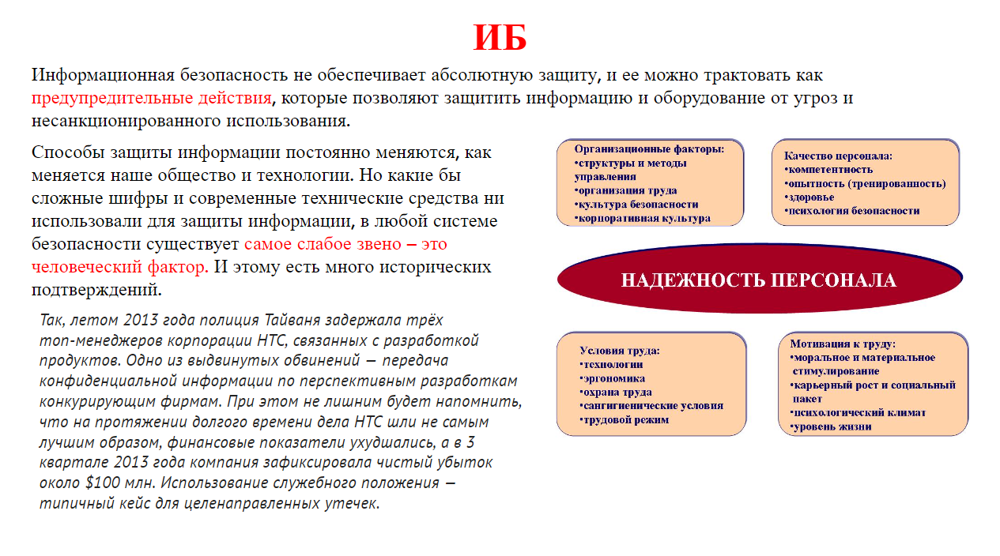 ИБ
Информационная безопасность не обеспечивает абсолютную защиту, и ее можно трактовать как
предупредительные действия, которые позволяют защитить информацию и оборудование от угроз и
несанкционированного использования.
Способы защиты информации постоянно меняются, как
меняется наше общество и технологии. Но какие бы
сложные шифры и современные технические средства ни
использовали для защиты информации, в любой системе
безопасности существует самое слабое звено – это
человеческий фактор. И этому есть много исторических
подтверждений.
Так, летом 2013 года полиция Тайваня задержала трёх
топ-менеджеров корпорации HTC, связанных с разработкой
продуктов. Одно из выдвинутых обвинений — передача
конфиденциальной информации по перспективным разработкам
конкурирующим фирмам. При этом не лишним будет напомнить,
что на протяжении долгого времени дела HTC шли не самым
лучшим образом, финансовые показатели ухудшались, а в 3
квартале 2013 года компания зафиксировала чистый убыток
около $100 млн. Использование служебного положения —
типичный кейс для целенаправленных утечек.
Организационные факторы:
•структуры и методы
управления
•организация труда
•культура безопасности
•корпоративная культура
Качество персонала:
•компетентность
•опытность (тренированность)
•здоровье
•психология безопасности
НАДЕЖНОСТЬ ПЕРСОНАЛА
Условия труда:
•технологии
•эргономика
•охрана труда
•сангигиенические условия
•трудовой режим
Мотивация к труду:
•моральное и материальное
стимулирование
•карьерный рост и социальный
пакет
•психологический климат
•уровень жизни